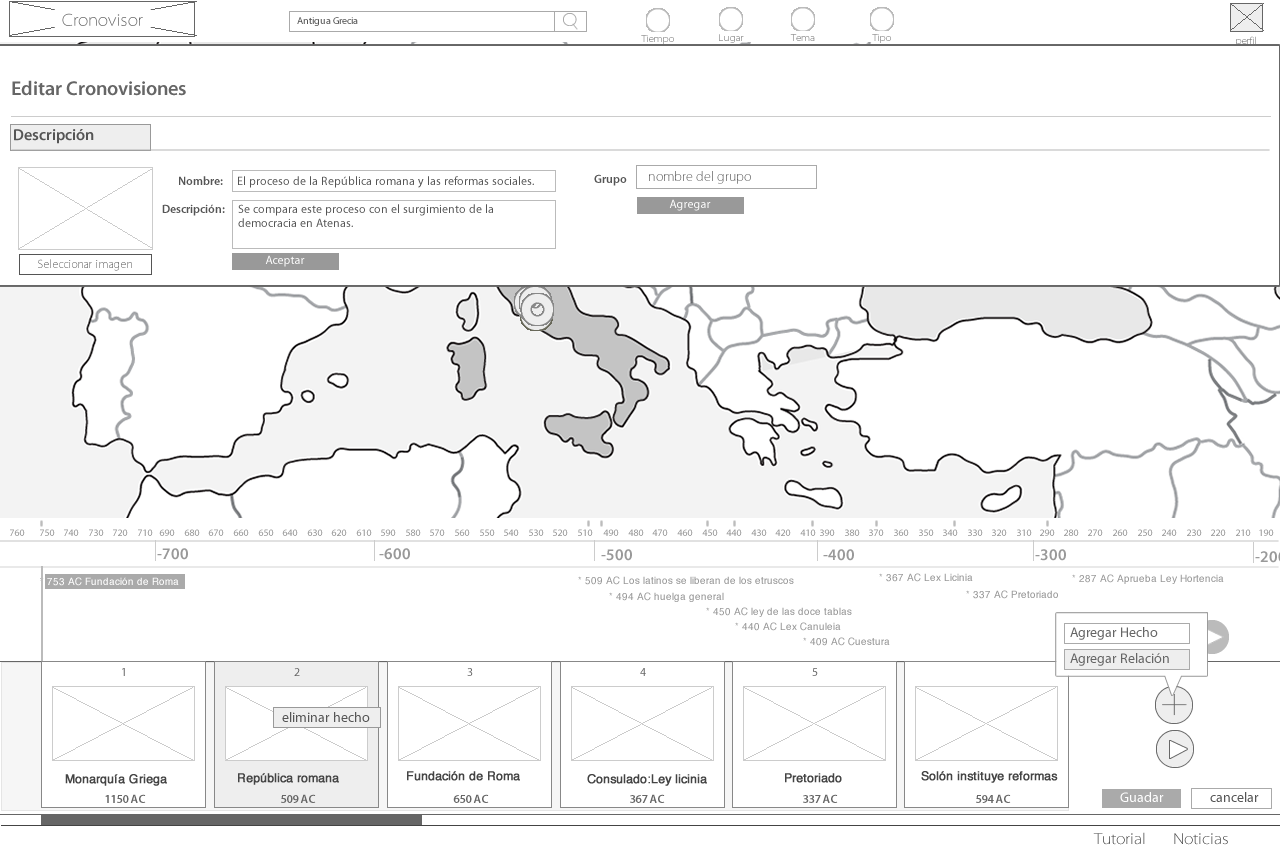 Cronovisor
Antigua Grecia
Tiempo
Lugar
Tema
Tipo
perfil
Editar Cronovisiones
Descripción
Nombre:
El proceso de la República romana y las reformas sociales.
Grupo
nombre del grupo
Agregar
Descripción:
Se compara este proceso con el surgimiento de la
democracia en Atenas.
Seleccionar imagen
Aceptar
760 750 740 730 720 710 690 680 670 660 650 640 630 620 610 590 580 570 560 550 540 530 520 510 490 480 470 460 450 440 430 420 410 390 380 370 360 350 340 330 320 310 290 280 270 260 250 240 230 220 210 190
-700 -600 -500 -400 -300 -200
753 AC Fundación de Roma
* 509 AC Los latinos se liberan de los etruscos
* 367 AC Lex Licinia
* 287 AC Aprueba Ley Hortencia
* 494 AC huelga general
* 337 AC Pretoriado
* 450 AC ley de las doce tablas
* 440 AC Lex Canuleia
* 409 AC Cuestura
Agregar Hecho
Agregar Relación
1
2
3
4
5
eliminar hecho
Monarquía Griega
1150 AC
República romana
509 AC
Fundación de Roma
650 AC
Consulado:Ley licinia
367 AC
Pretoriado
337 AC
Solón instituye reformas
594 AC
Guadar
cancelar
Tutorial
Noticias